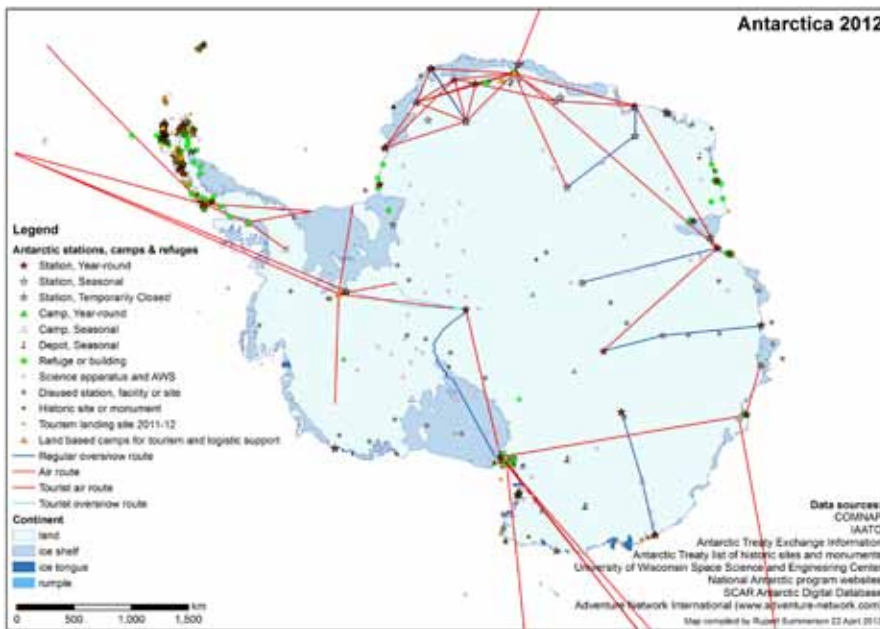 Antarctica 2012
Legend
Antarctic stations, camps & refuges
Station, Year-round
Station, Seasonal
Station, Temporarily Closed
Camp, Year-round
Camp, Seasonal
Depot, Seasonal
Refuge or building
Science apparatus and AWS
Disused station, facility or site
Historic site or monument
Tourism landing site 2011-12
Land based camps for tourism and logistic support
Regular oversnow route
Air route
Tourist air route
Tourist oversnow route
Continent
land
ice shelf
ice tongue
rumple
km
0 500 1,000 1,500
Data sources:
COMNAP
IAATO
Antarctic Treaty Exchange Information
Antarctic Treaty list of historic sites and monuments
University of Wisconsin Space Science and Engineering Center
National Antarctic program websites
SCAR Antarctic Digital Database
Adventure Network International (www.adventure-network.com)
Map compiled by Rupert Summerson 22 April 2013